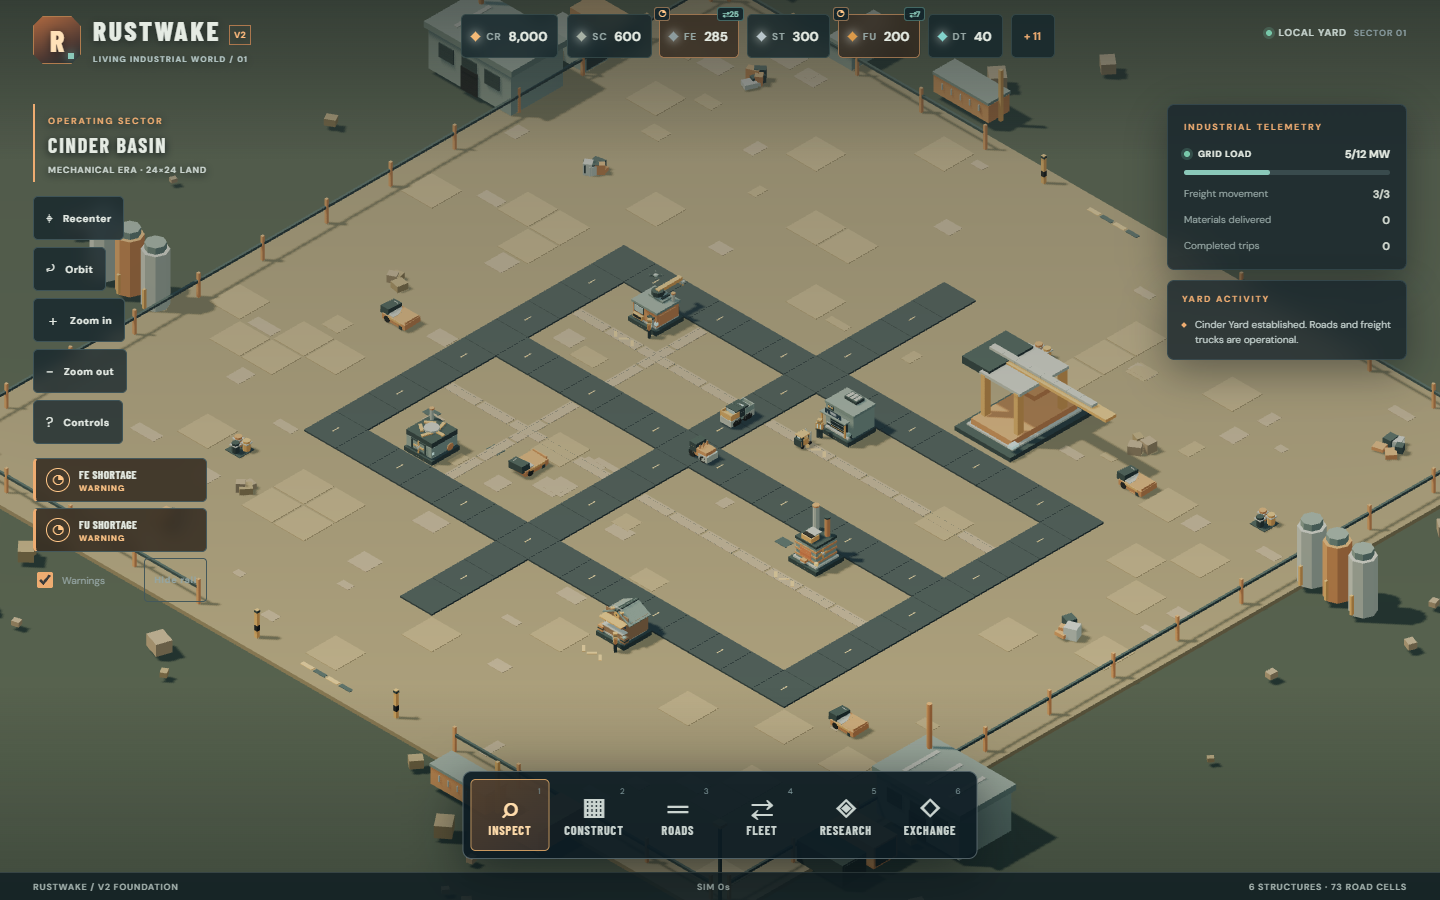 R
RUSTWAKE V2
LIVING INDUSTRIAL WORLD / 01
CR 8,000
SC 600
⇄25
FE 285
ST 300
⇄7
FU 200
DT 40
+11
LOCAL YARD SECTOR 01
OPERATING SECTOR
CINDER BASIN
MECHANICAL ERA · 24×24 LAND
Recenter
Orbit
+ Zoom in
− Zoom out
? Controls
FE SHORTAGE
WARNING
FU SHORTAGE
WARNING
Warnings
INDUSTRIAL TELEMETRY
GRID LOAD 5/12 MW
Freight movement 3/3
Materials delivered 0
Completed trips 0
YARD ACTIVITY
Cinder Yard established. Roads and freight
trucks are operational.
1
INSPECT
2
CONSTRUCT
3
ROADS
4
FLEET
5
RESEARCH
6
EXCHANGE
RUSTWAKE / V2 FOUNDATION
SIM 0s
6 STRUCTURES · 73 ROAD CELLS